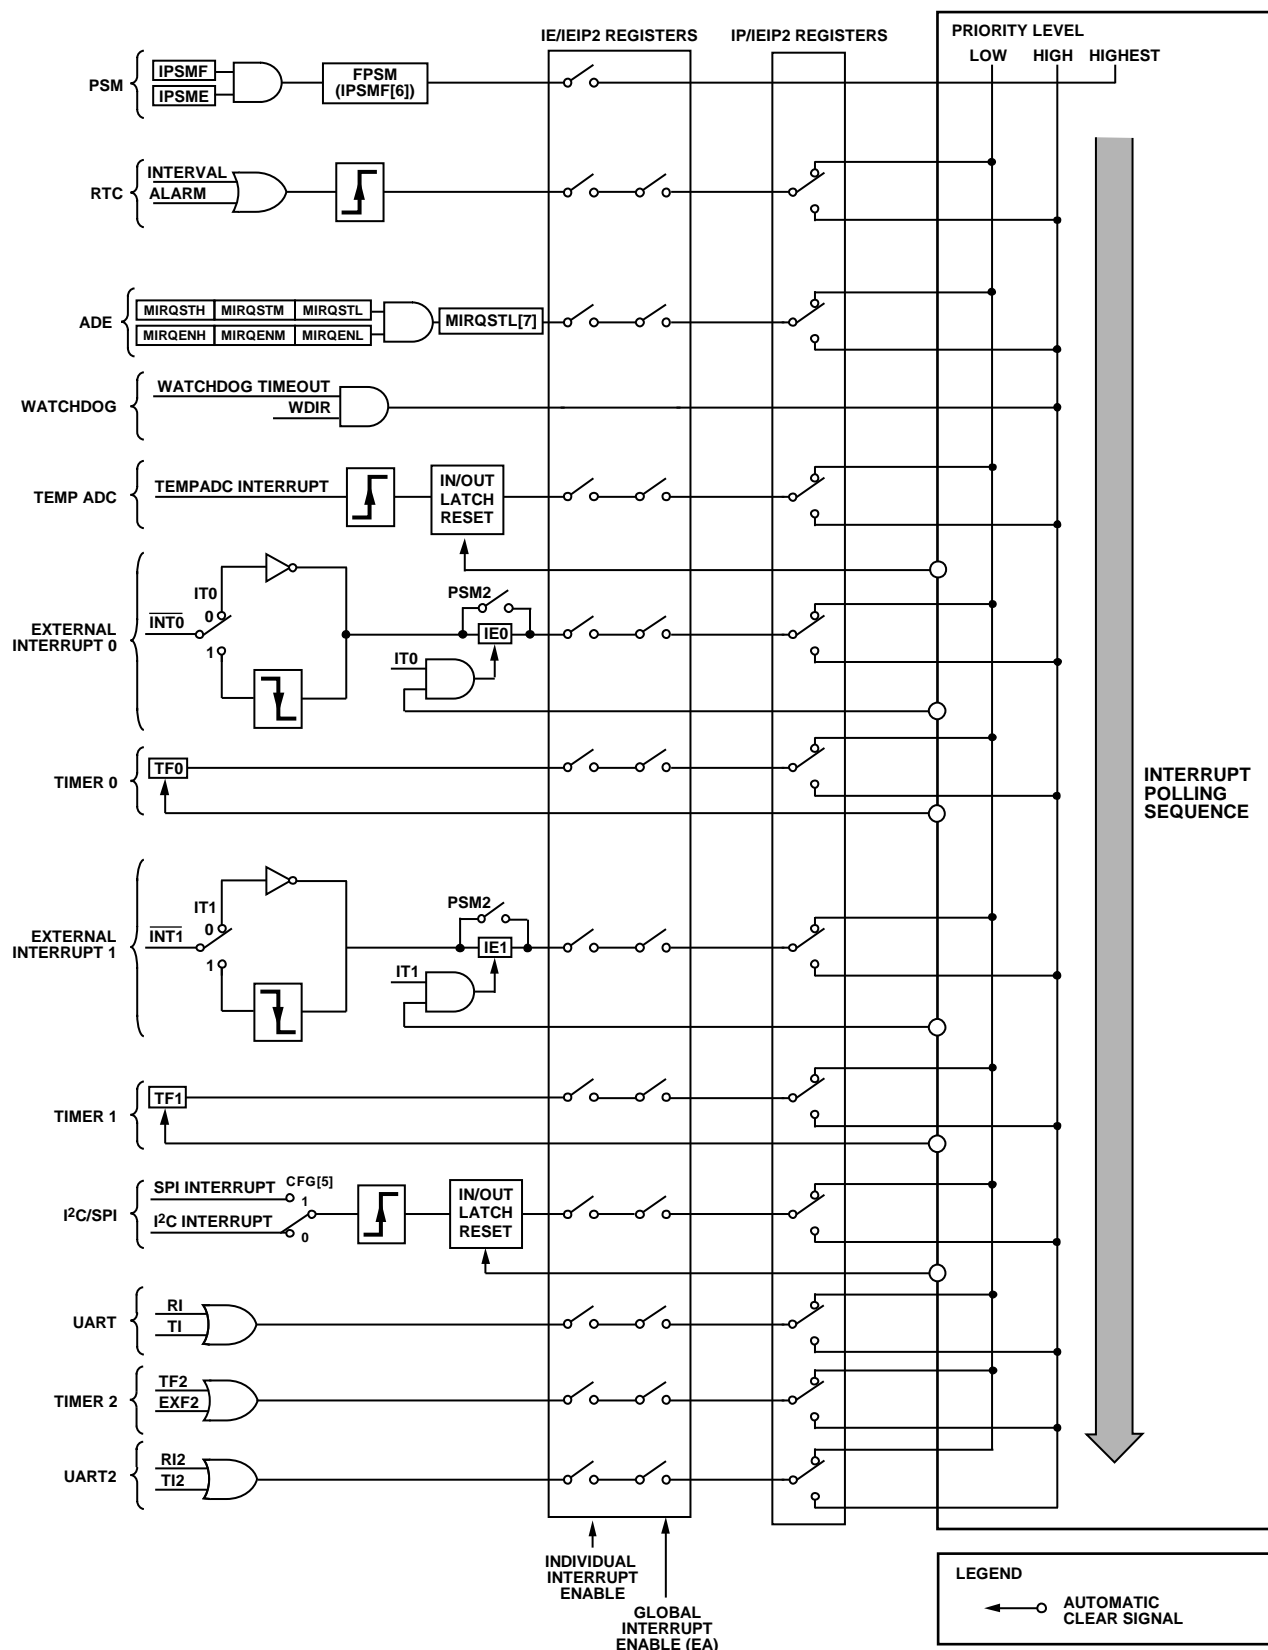 IE/IEIP2 REGISTERS
IP/IEIP2 REGISTERS
PRIORITY LEVEL
LOW
HIGH
HIGHEST
PSM
IPSMF
IPSME
FPSM
(IPSMF[6])
RTC
INTERVAL
ALARM
ADE
MIRQSTH
MIRQSTM
MIRQSTL
MIRQENH
MIRQENM
MIRQENL
MIRQSTL[7]
WATCHDOG
WATCHDOG TIMEOUT
WDIR
TEMP ADC
TEMPADC INTERRUPT
IN/OUT
LATCH
RESET
EXTERNAL
INTERRUPT 0
INT0
IT0
0
1
PSM2
IE0
IT0
TIMER 0
TF0
INTERRUPT
POLLING
SEQUENCE
EXTERNAL
INTERRUPT 1
INT1
IT1
0
1
PSM2
IE1
IT1
TIMER 1
TF1
I2C/SPI
SPI INTERRUPT
I2C INTERRUPT
CFG[5]
1
0
IN/OUT
LATCH
RESET
UART
RI
TI
TIMER 2
TF2
EXF2
UART2
RI2
TI2
INDIVIDUAL
INTERRUPT
ENABLE
GLOBAL
INTERRUPT
ENABLE (EA)
LEGEND
AUTOMATIC
CLEAR SIGNAL